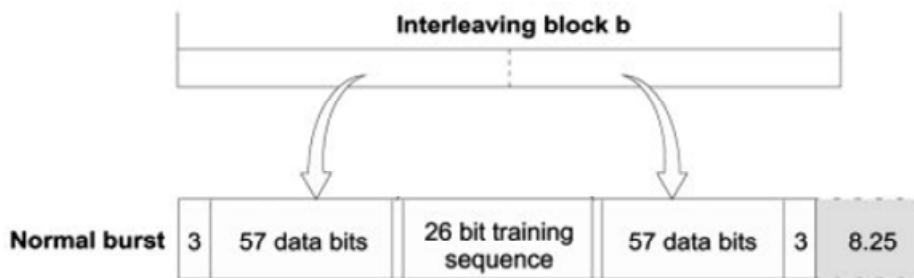 Interleaving block b
Normal burst 3 57 data bits 26 bit training sequence 57 data bits 3 8.25